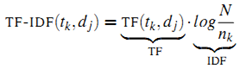 TF-IDF(t_k, d_j) = TF(t_k, d_j) · log N/n_k
TF IDF